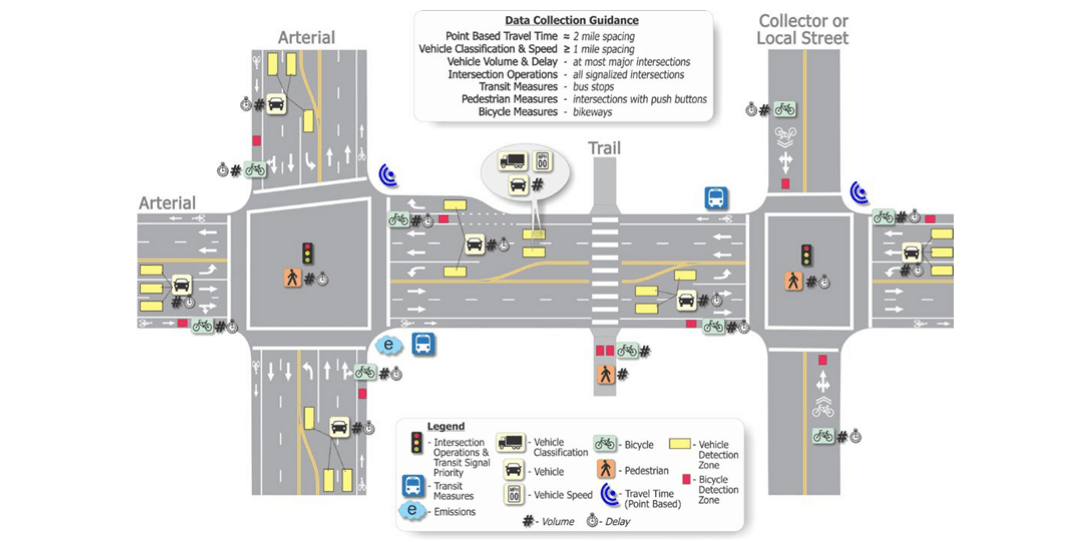 Data Collection Guidance
Point Based Travel Time ≈ 2 mile spacing
Vehicle Classification & Speed ≥ 1 mile spacing
Vehicle Volume & Delay - at most major intersections
Intersection Operations - all signalized intersections
Transit Measures - bus stops
Pedestrian Measures - intersections with push buttons
Bicycle Measures - bikeways
Arterial
Collector or
Local Street
Trail
Arterial
e
Legend
- Intersection
Operations &
Transit Signal
Priority
- Transit
Measures
e - Emissions
- Vehicle
Classification
- Vehicle
- Vehicle Speed
- Bicycle
- Pedestrian
- Travel Time
(Point Based)
- Vehicle
Detection
Zone
- Bicycle
Detection
Zone
# - Volume
- Delay